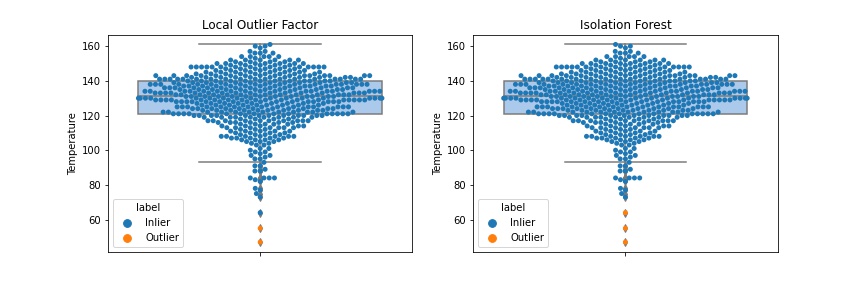 Local Outlier Factor
160
140
120
100
80
60
Temperature
label
Inlier
Outlier
Isolation Forest
160
140
120
100
80
60
Temperature
label
Inlier
Outlier